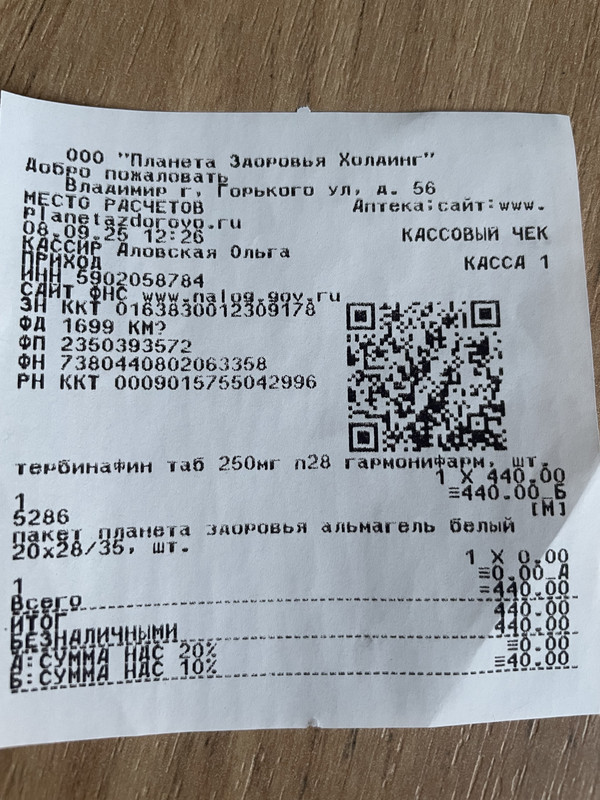 ООО "Планета Здоровья Холдинг"
Добро пожаловать
Владимир г, Горького ул, д. 56
МЕСТО РАСЧЕТОВ Аптека;сайт:www.
planetazdorovo.ru
08.09.25 12:26 КАССОВЫЙ ЧЕК
КАССИР Аловская Ольга
ПРИХОД КАССА 1
ИНН 5902058784
САЙТ ФНС www.nalog.gov.ru
ЗН ККТ 0163830012309178
ФД 1699 КМ?
ФП 2350393572
ФН 7380440802063358
РН ККТ 0009015755042996
тербинафин таб 250мг n28 гармонифарм, шт.
1 X 440.00
1 ≡440.00_Б
5286 [М]
пакет планета здоровья альмагель белый
20x28/35, шт.
1 X 0.00
≡0.00_А
1 =440.00
Всего 440.00
ИТОГ 440.00
БЕЗНАЛИЧНЫМИ
А:СУММА НДС 20% ≡0.00
Б:СУММА НДС 10% ≡40.00